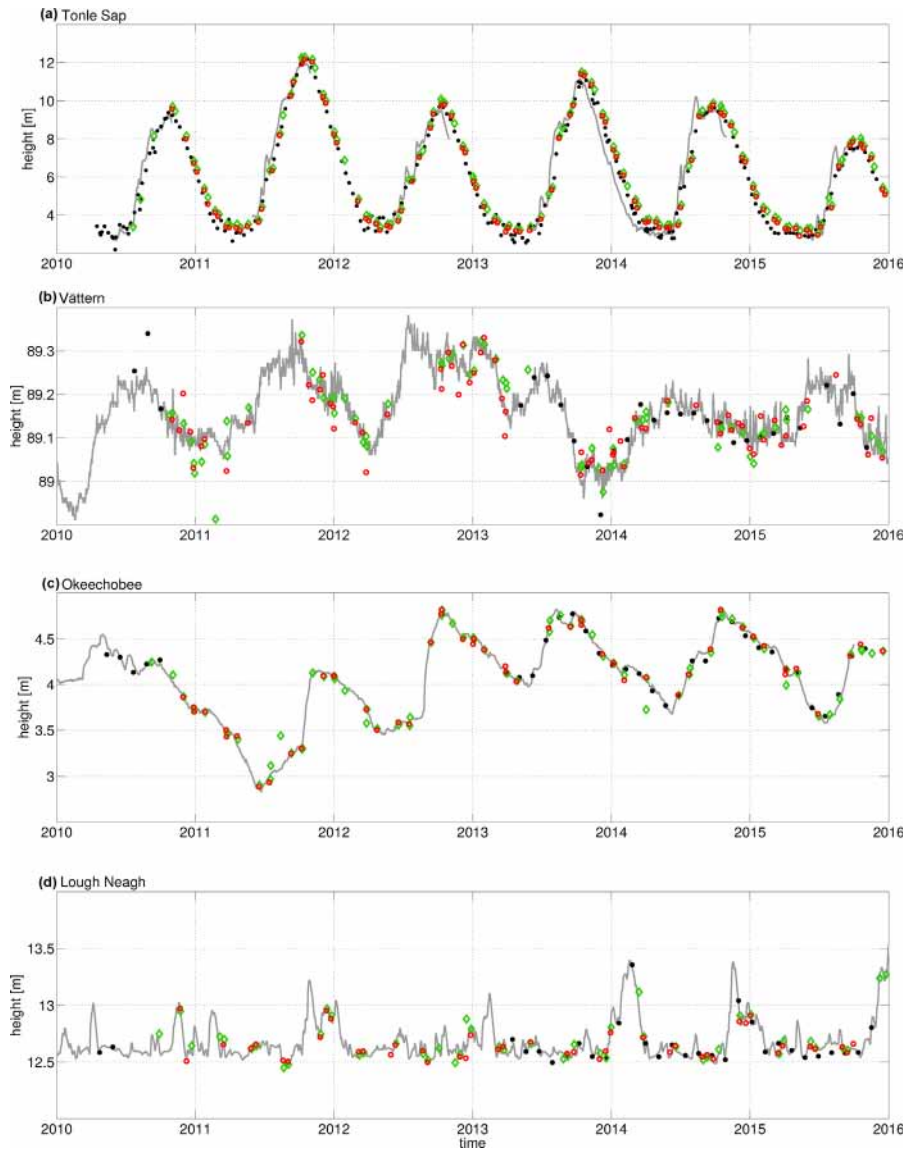 (a) Tonle Sap
height [m]
12
10
8
6
4
2010 2011 2012 2013 2014 2015 2016
(b) Vättern
height [m]
89.3
89.2
89.1
89
2010 2011 2012 2013 2014 2015 2016
(c) Okeechobee
height [m]
4.5
4
3.5
3
2010 2011 2012 2013 2014 2015 2016
(d) Lough Neagh
height [m]
13.5
13
12.5
2010 2011 2012 2013 2014 2015 2016
time